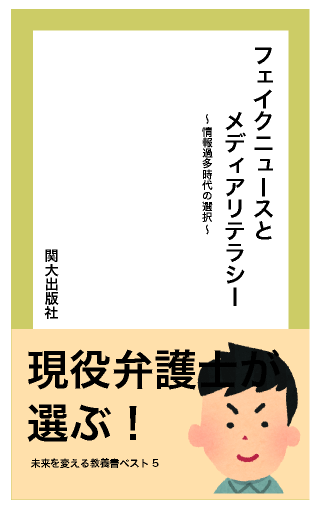 フェイクニュースと
メディアリテラシー
～情報過多時代の選択～
関大出版社
現役弁護士が
選ぶ！
未来を変える教養書ベスト5